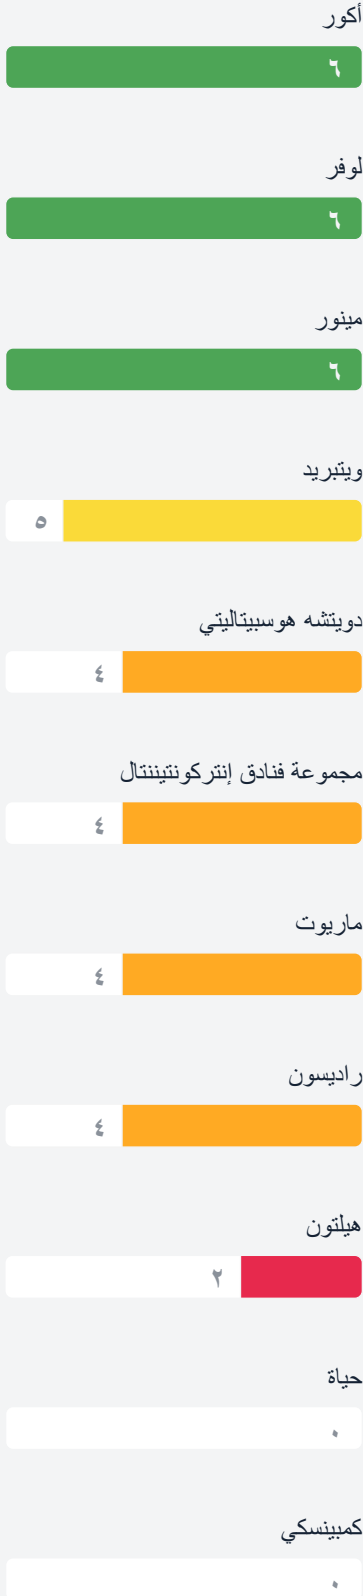 أكور
٦
لوفر
٦
مينور
٦
ويتبريد
٥
دويتشه هوسبيتاليتي
٤
مجموعة فنادق إنتركونتيننتال
٤
ماريوت
٤
راديسون
٤
هيلتون
٢
حياة
٠
كمبينسكي
٠